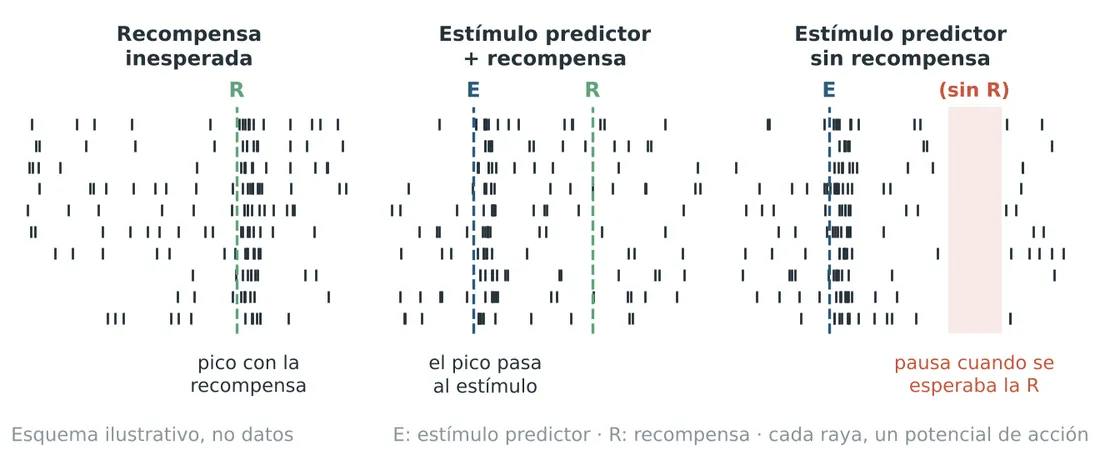 Recompensa
inesperada
R
Estímulo predictor
+ recompensa
E
R
Estímulo predictor
sin recompensa
E
(sin R)
pico con la
recompensa
el pico pasa
al estímulo
pausa cuando se
esperaba la R
Esquema ilustrativo, no datos
E: estímulo predictor · R: recompensa · cada raya, un potencial de acción